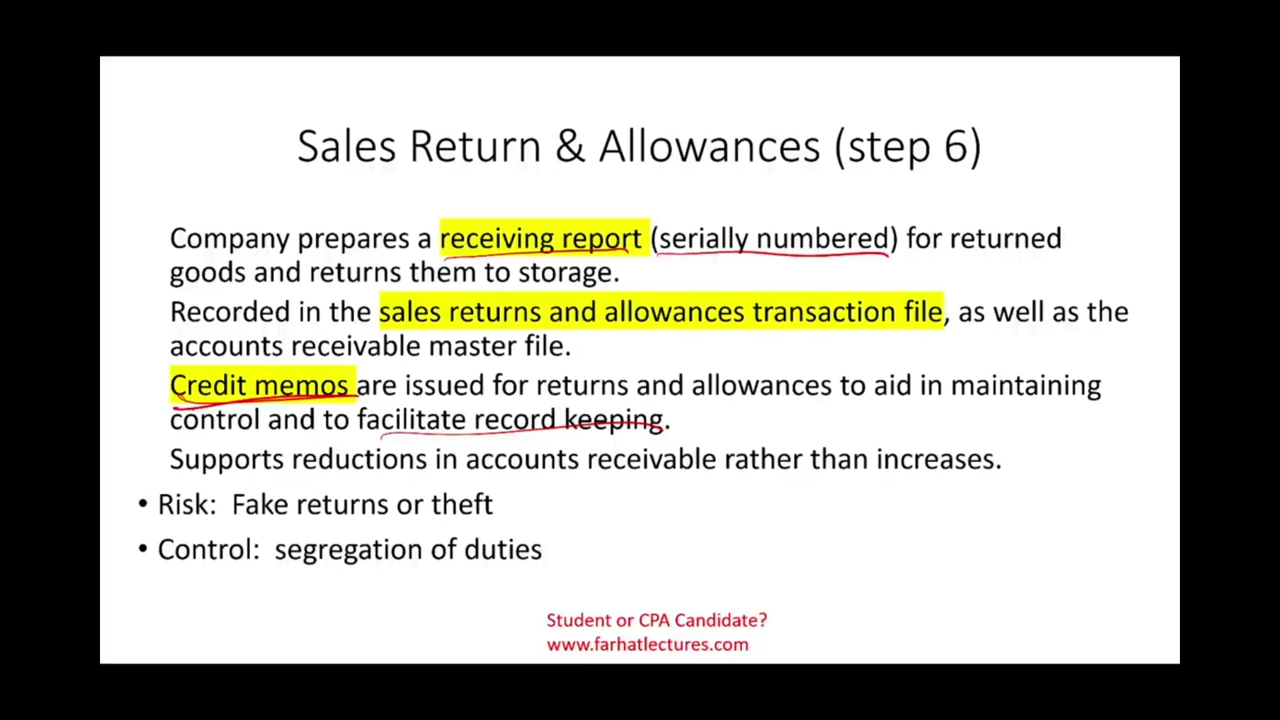 Sales Return & Allowances (step 6)
Company prepares a receiving report (serially numbered) for returned
goods and returns them to storage.
Recorded in the sales returns and allowances transaction file, as well as the
accounts receivable master file.
Credit memos are issued for returns and allowances to aid in maintaining
control and to facilitate record keeping.
Supports reductions in accounts receivable rather than increases.
• Risk: Fake returns or theft
• Control: segregation of duties
Student or CPA Candidate?
www.farhatlectures.com